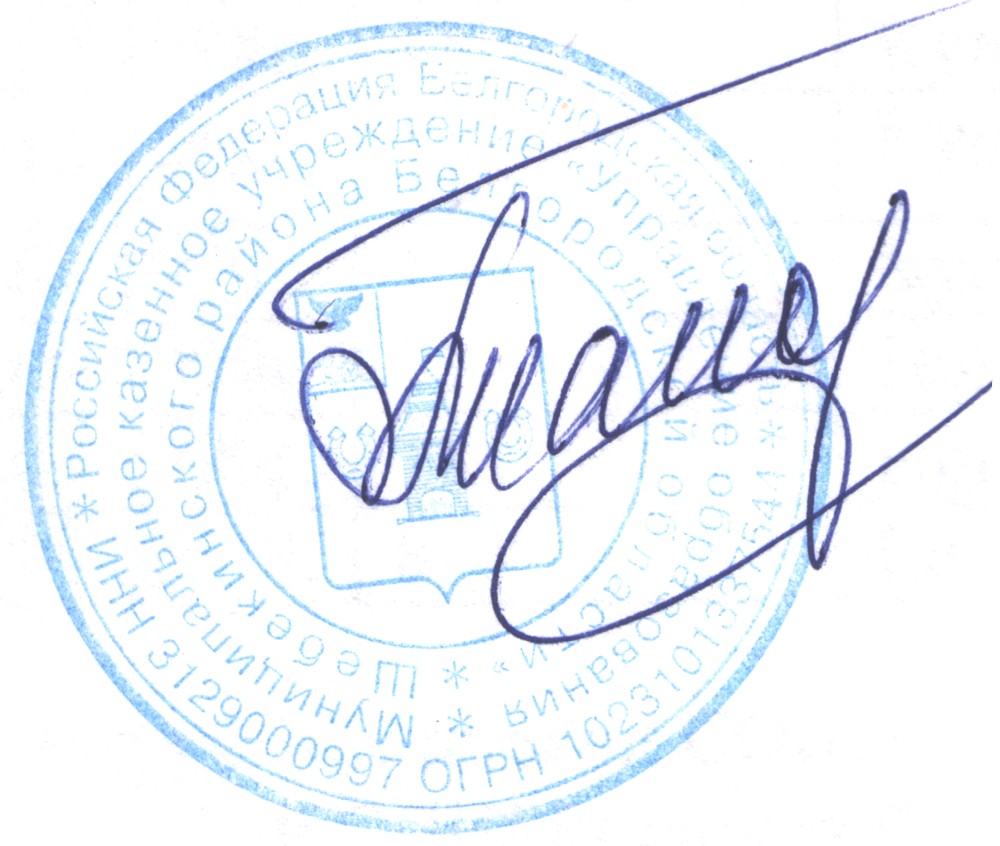 * Российская Федерация Белгородская область *
ИНН 3129000997 ОГРН 1023101337544
* Муниципальное казенное учреждение «Управление образования
* Шебекинского района Белгородской области»